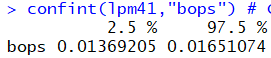 > confint(lpm41,"bops") #
2.5 % 97.5 %
bops 0.01369205 0.01651074